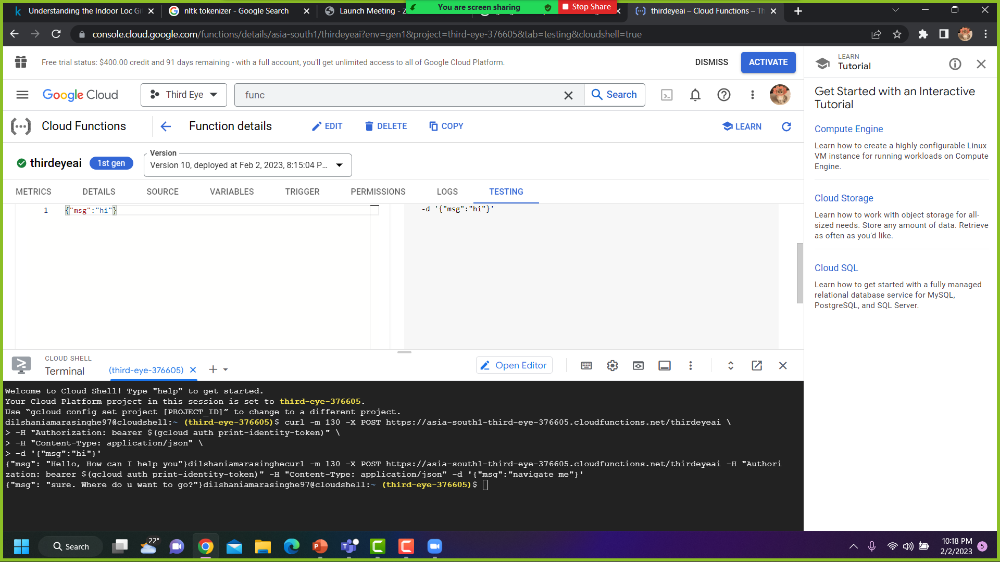 Understanding the Indoor Loc Gi
nltk tokenizer - Google Search
Launch Meeting - Z
You are screen sharing
Stop Share
thirdeyeai – Cloud Functions – Th
console.cloud.google.com/functions/details/asia-south1/thirdeyeai?env=gen1&project=third-eye-376605&tab=testing&cloudshell=true
Free trial status: $400.00 credit and 91 days remaining - with a full account, you'll get unlimited access to all of Google Cloud Platform.
DISMISS
ACTIVATE
LEARN
Tutorial
Google Cloud
Third Eye
func
Search
Get Started with an Interactive
Tutorial
Cloud Functions
Function details
EDIT
DELETE
COPY
LEARN
Compute Engine
Learn how to create a highly configurable Linux
VM instance for running workloads on Compute
Engine.
thirdeyeai
1st gen
Version
Version 10, deployed at Feb 2, 2023, 8:15:04 P...
METRICS
DETAILS
SOURCE
VARIABLES
TRIGGER
PERMISSIONS
LOGS
TESTING
Cloud Storage
Learn how to work with object storage for all-
sized needs. Store any amount of data. Retrieve
as often as you'd like.
1 {"msg":"hi"}
-d '{"msg":"hi"}'
Cloud SQL
Learn how to get started with a fully managed
relational database service for MySQL,
PostgreSQL, and SQL Server.
CLOUD SHELL
Terminal
(third-eye-376605)
Open Editor
Welcome to Cloud Shell! Type "help" to get started.
Your Cloud Platform project in this session is set to third-eye-376605.
Use “gcloud config set project [PROJECT_ID]” to change to a different project.
dilshaniamarasinghe97@cloudshell:~ (third-eye-376605)$ curl -m 130 -X POST https://asia-south1-third-eye-376605.cloudfunctions.net/thirdeyeai \
> -H "Authorization: bearer $(gcloud auth print-identity-token)" \
> -H "Content-Type: application/json" \
> -d '{"msg":"hi"}'
{"msg": "Hello, How can I help you"}dilshaniamarasinghecurl -m 130 -X POST https://asia-south1-third-eye-376605.cloudfunctions.net/thirdeyeai -H "Authori
zation: bearer $(gcloud auth print-identity-token)" -H "Content-Type: application/json" -d '{"msg":"navigate me"}'
{"msg": "sure. Where do u want to go?"}dilshaniamarasinghe97@cloudshell:~ (third-eye-376605)$
Search
22°
10:18 PM
2/2/2023
5